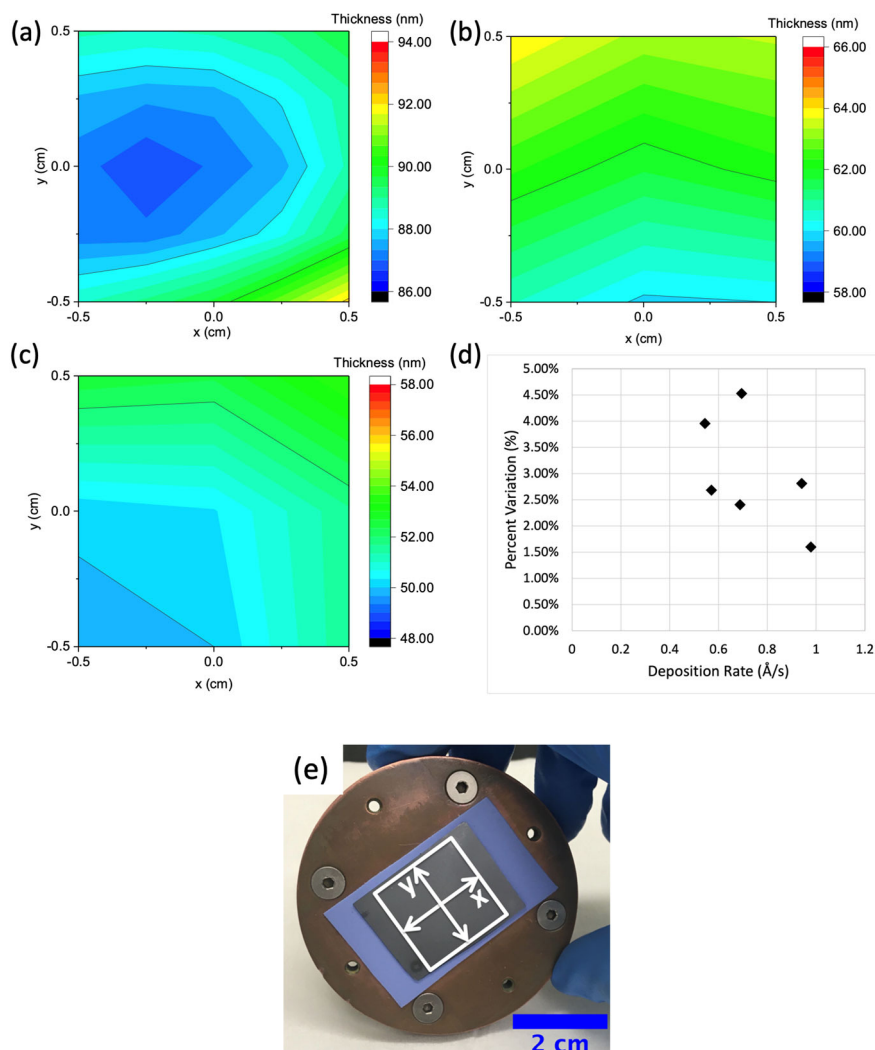 (a)
Thickness (nm)
94.00
92.00
90.00
88.00
86.00
0.5
0.0
-0.5
y (cm)
-0.5
0.0
0.5
x (cm)
(b)
Thickness (nm)
66.00
64.00
62.00
60.00
58.00
0.5
0.0
-0.5
y (cm)
-0.5
0.0
0.5
x (cm)
(c)
Thickness (nm)
58.00
56.00
54.00
52.00
50.00
48.00
0.5
0.0
-0.5
y (cm)
-0.5
0.0
0.5
x (cm)
(d)
5.00%
4.50%
4.00%
3.50%
3.00%
2.50%
2.00%
1.50%
1.00%
0.50%
0.00%
Percent Variation (%)
0
0.2
0.4
0.6
0.8
1
1.2
Deposition Rate (Å/s)
(e)
y
x
2 cm